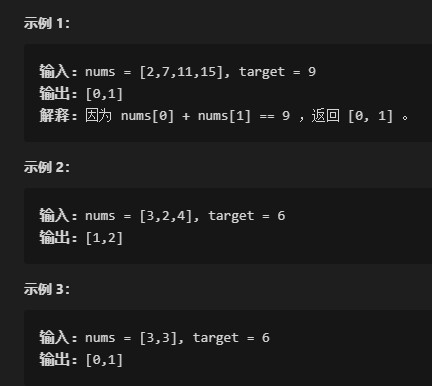 示例 1：
输入：nums = [2,7,11,15], target = 9
输出：[0,1]
解释：因为 nums[0] + nums[1] == 9 ，返回 [0, 1] 。
示例 2：
输入：nums = [3,2,4], target = 6
输出：[1,2]
示例 3：
输入：nums = [3,3], target = 6
输出：[0,1]